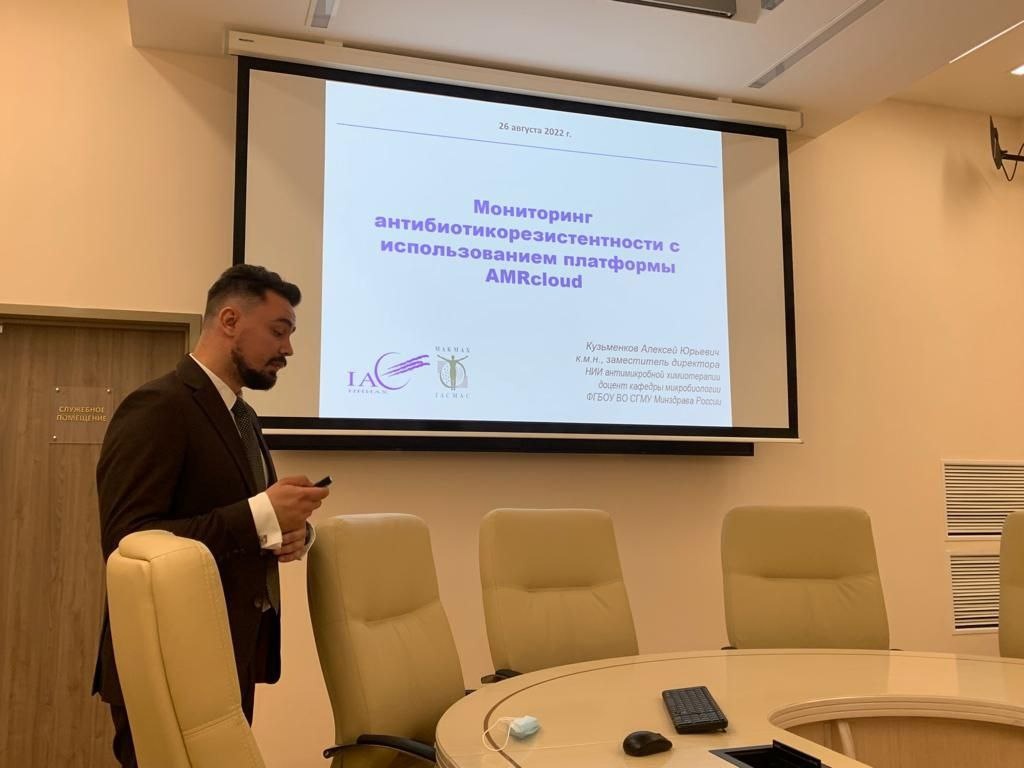 26 августа 2022 г.
Мониторинг
антибиотикорезистентности с
использованием платформы
AMRcloud
Кузьменков Алексей Юрьевич
к.м.н., заместитель директора
НИИ антимикробной химиотерапии
доцент кафедры микробиологии
ФГБОУ ВО СГМУ Минздрава России
IAC
МАКМАХ
IACMAC
СЛУЖЕБНОЕ
ПОМЕЩЕНИЕ